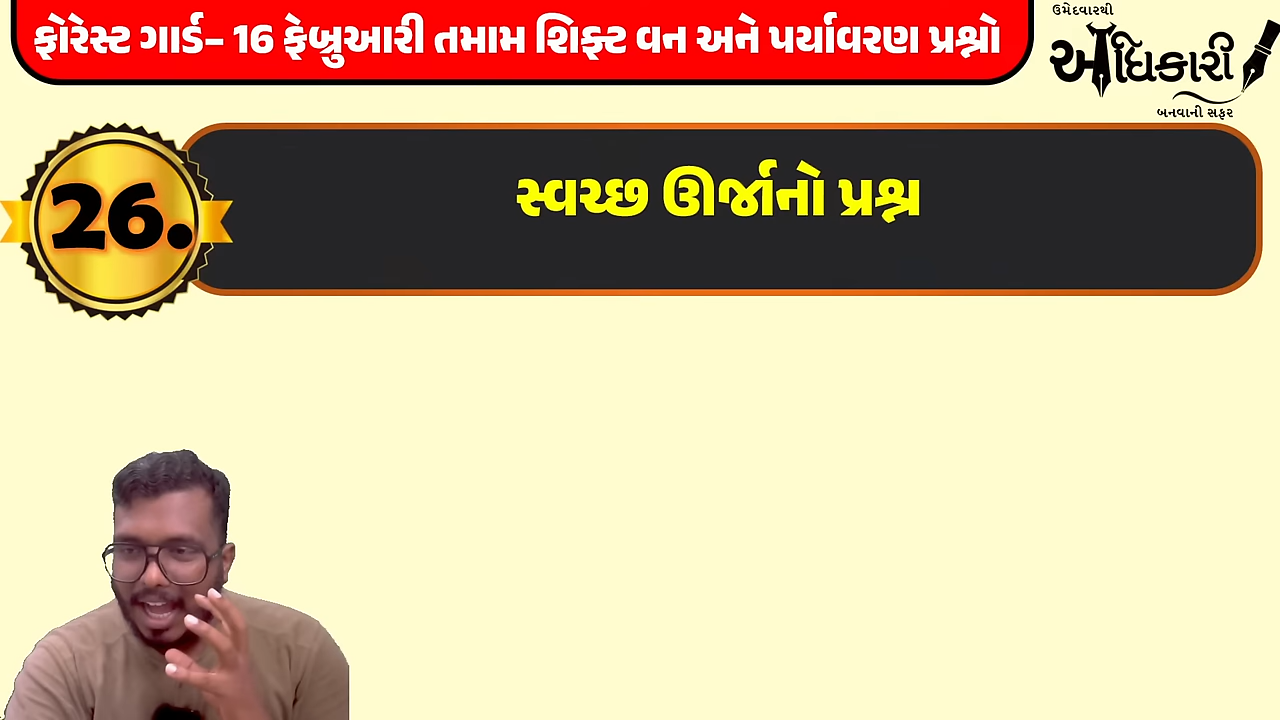 ફોરેસ્ટ ગાર્ડ– 16 ફેબ્રુઆરી તમામ શિફ્ટ વન અને પર્યાવરણ પ્રશ્નો
ઉમેદવારથી
અધિકારી
બનવાની સફર
26.
સ્વચ્છ ઊર્જાનો પ્રશ્ન